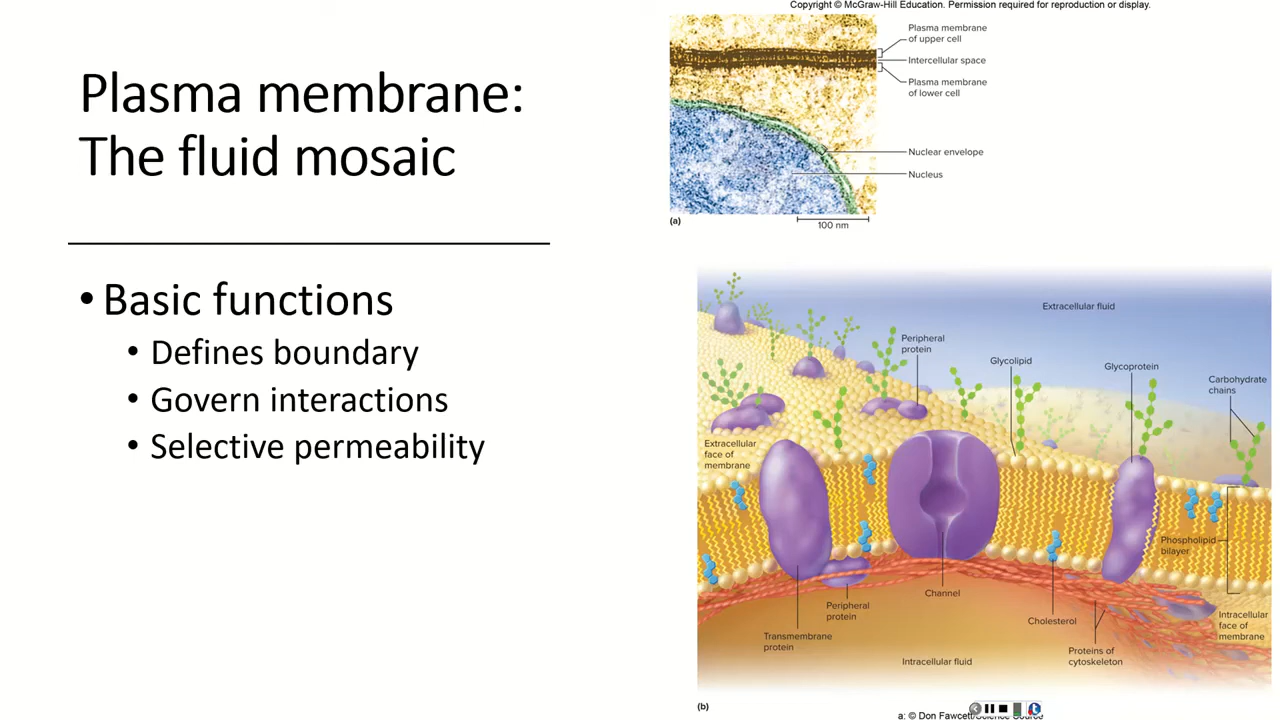 Copyright © McGraw-Hill Education. Permission required for reproduction or display.
Plasma membrane:
The fluid mosaic
• Basic functions
• Defines boundary
• Govern interactions
• Selective permeability
Plasma membrane
of upper cell
Intercellular space
Plasma membrane
of lower cell
Nuclear envelope
Nucleus
(a)
100 nm
Extracellular fluid
Peripheral
protein
Glycolipid
Glycoprotein
Carbohydrate
chains
Extracellular
face of
membrane
Phospholipid
bilayer
Channel
Peripheral
protein
Cholesterol
Intracellular
face of
membrane
Transmembrane
protein
Proteins of
cytoskeleton
Intracellular fluid
(b)
a: © Don Fawcett/Science Source